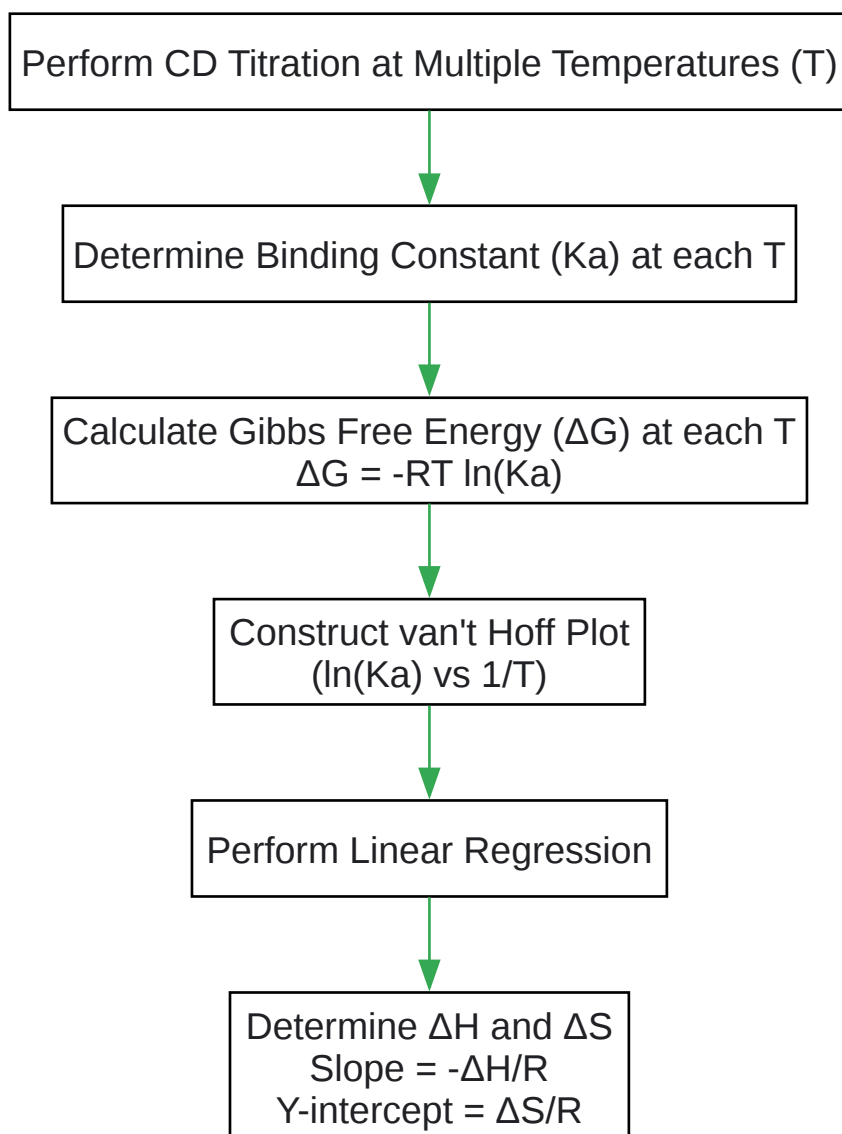 Perform CD Titration at Multiple Temperatures (T)
Determine Binding Constant (Ka) at each T
Calculate Gibbs Free Energy (ΔG) at each T
ΔG = -RT ln(Ka)
Construct van't Hoff Plot
(ln(Ka) vs 1/T)
Perform Linear Regression
Determine ΔH and ΔS
Slope = -ΔH/R
Y-intercept = ΔS/R